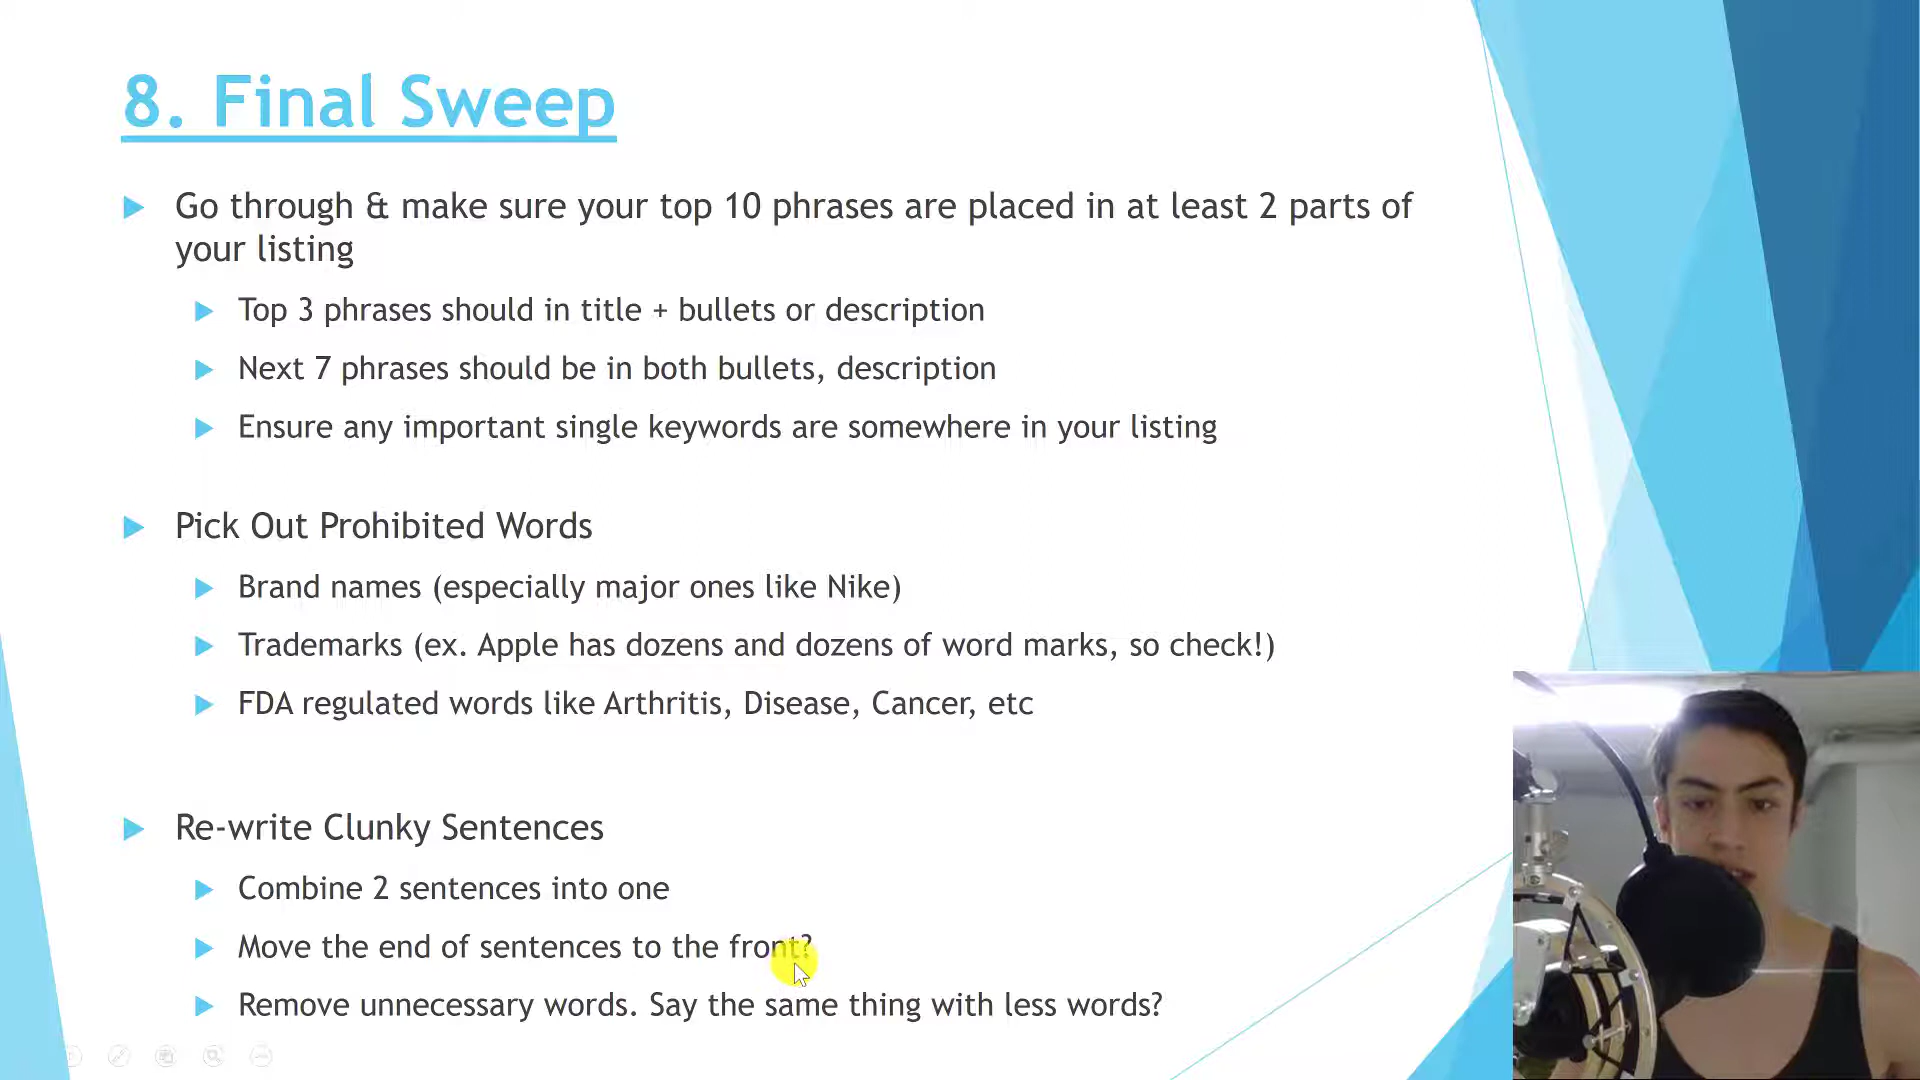 8. Final Sweep
Go through & make sure your top 10 phrases are placed in at least 2 parts of
your listing
Top 3 phrases should in title + bullets or description
Next 7 phrases should be in both bullets, description
Ensure any important single keywords are somewhere in your listing
Pick Out Prohibited Words
Brand names (especially major ones like Nike)
Trademarks (ex. Apple has dozens and dozens of word marks, so check!)
FDA regulated words like Arthritis, Disease, Cancer, etc
Re-write Clunky Sentences
Combine 2 sentences into one
Move the end of sentences to the front?
Remove unnecessary words. Say the same thing with less words?